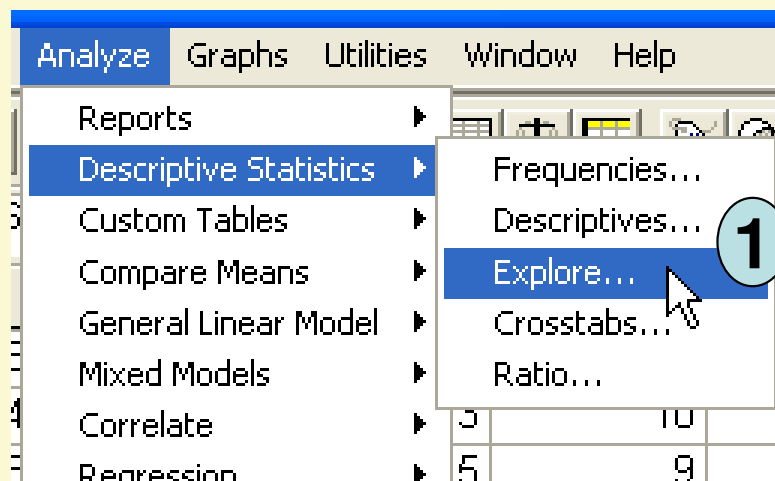 Analyze Graphs Utilities Window Help
Reports
Descriptive Statistics
Custom Tables
Compare Means
General Linear Model
Mixed Models
Correlate
Regression
Frequencies...
Descriptives...
Explore...
Crosstabs...
Ratio...
1
3 10
5 9